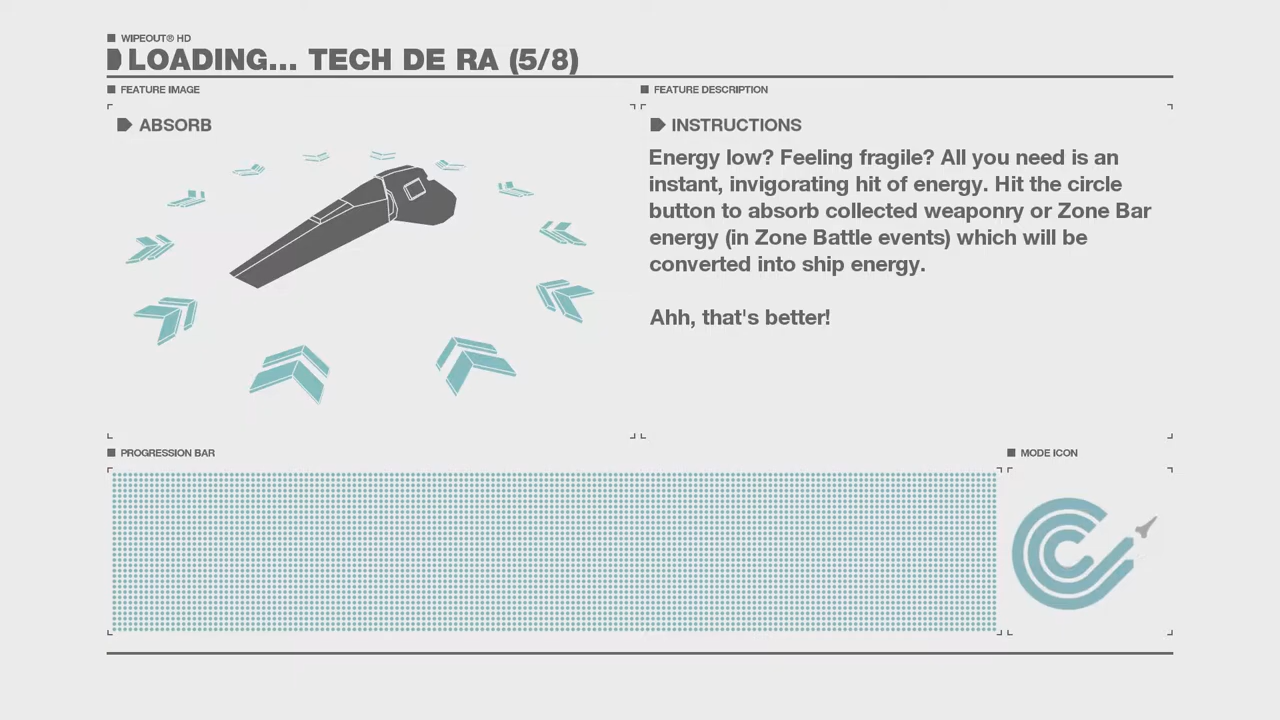 WIPEOUT® HD
LOADING... TECH DE RA (5/8)
FEATURE IMAGE
ABSORB
FEATURE DESCRIPTION
INSTRUCTIONS
Energy low? Feeling fragile? All you need is an
instant, invigorating hit of energy. Hit the circle
button to absorb collected weaponry or Zone Bar
energy (in Zone Battle events) which will be
converted into ship energy.
Ahh, that's better!
PROGRESSION BAR
MODE ICON